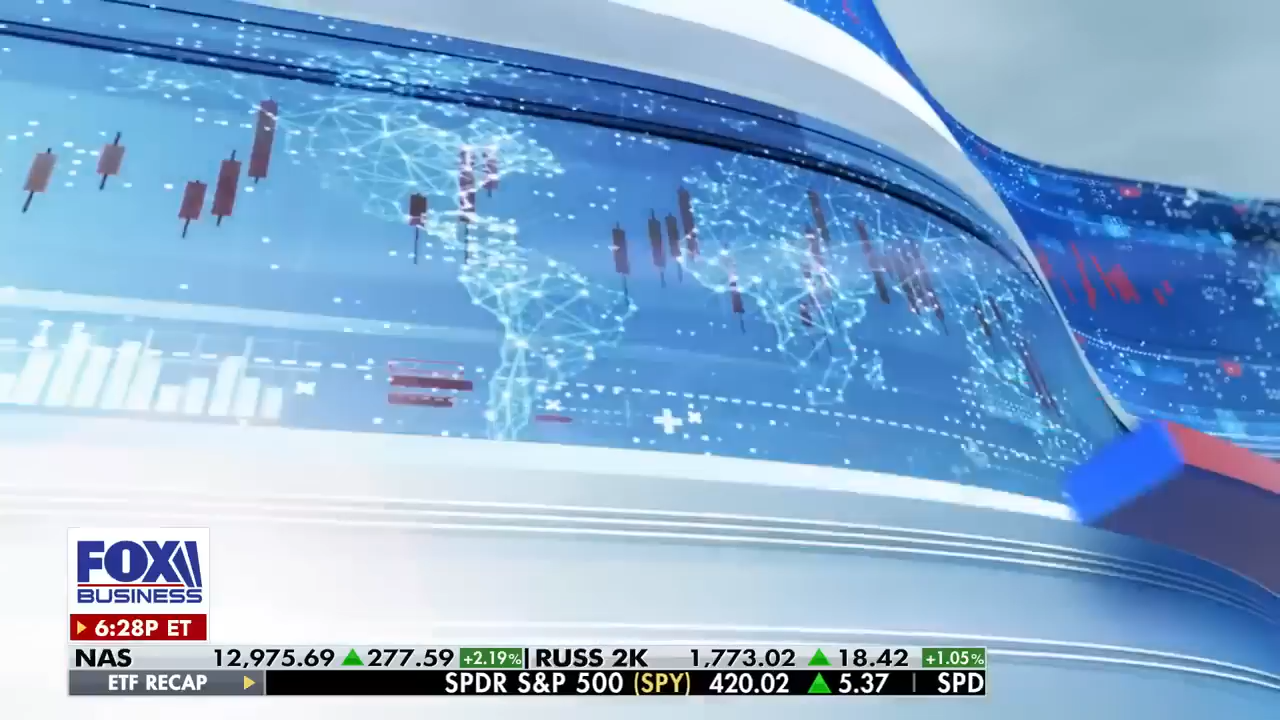 FOX
BUSINESS
6:28P ET
NAS 12,975.69 ▲ 277.59 +2.19% RUSS 2K 1,773.02 ▲ 18.42 +1.05%
ETF RECAP SPDR S&P 500 (SPY) 420.02 ▲ 5.37 | SPD